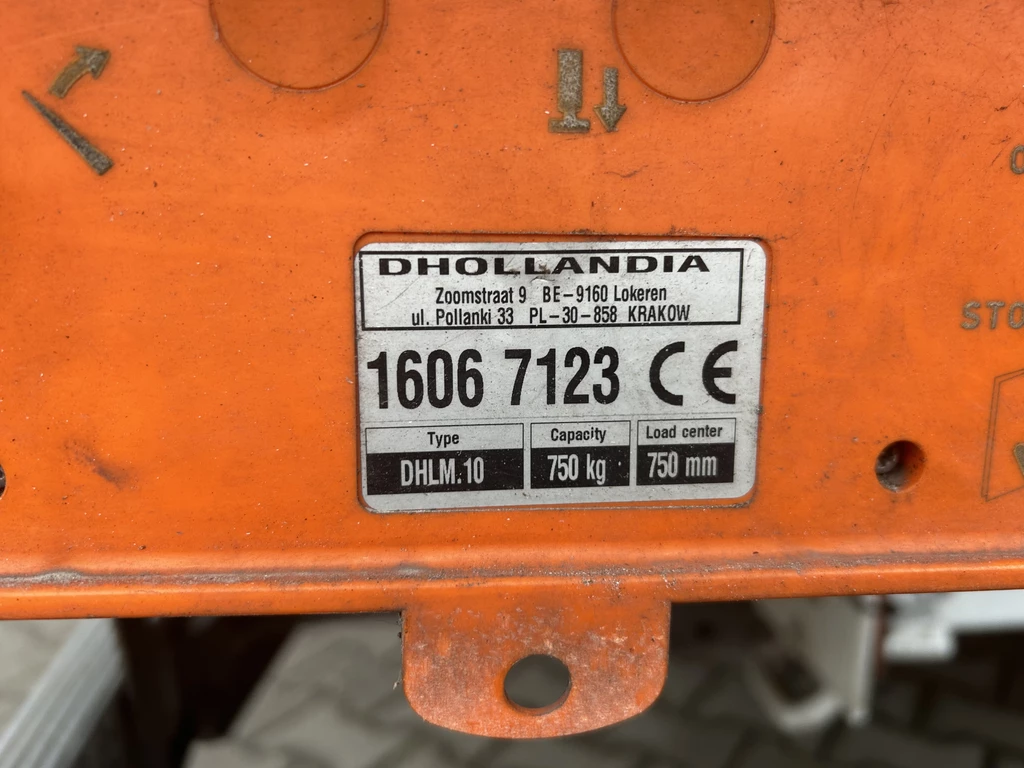 DHOLLANDIA
Zoomstraat 9 BE-9160 Lokeren
ul. Pollanki 33 PL-30-858 KRAKOW
1606 7123 CE
Type Capacity Load center
DHLM.10 750 kg 750 mm
STO